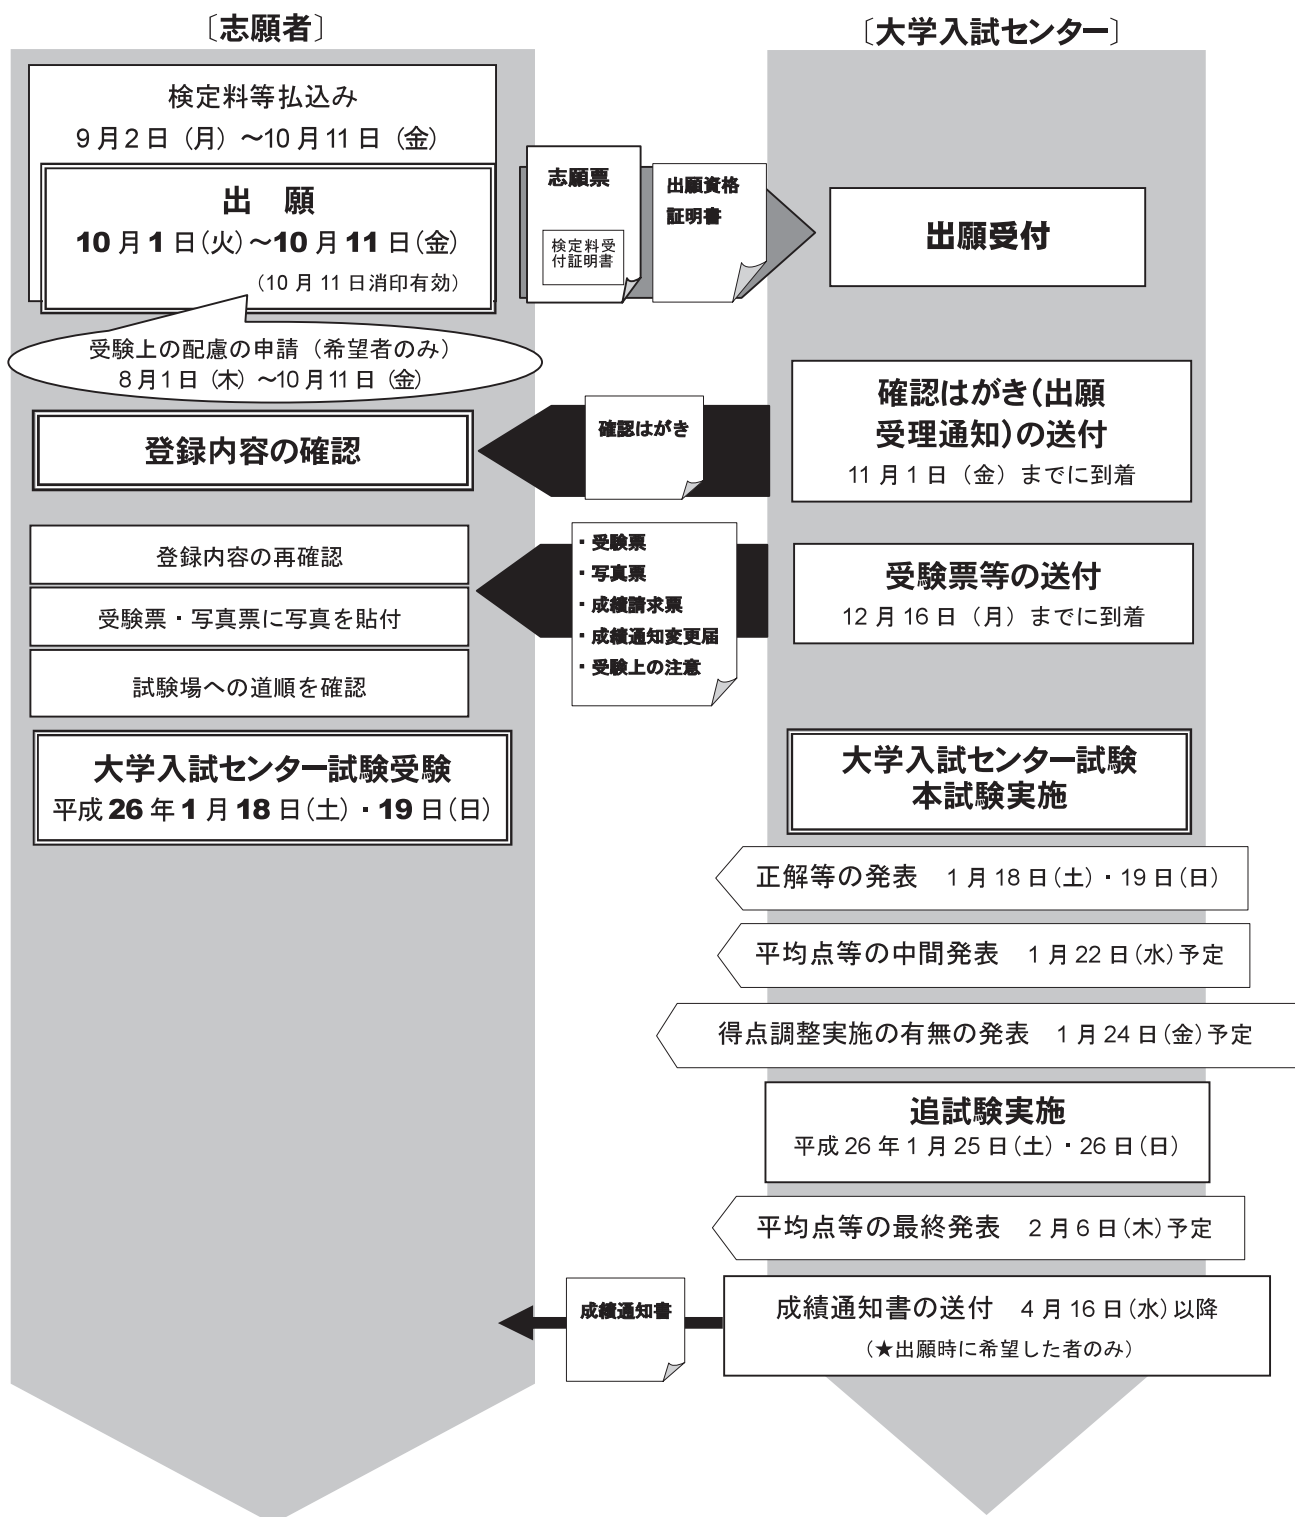 〔志願者〕
〔大学入試センター〕
検定料等払込み
9月2日（月）～10月11日（金）
出　願
10月1日（火）～10月11日（金）
（10月11日消印有効）
受験上の配慮の申請（希望者のみ）
8月1日（木）～10月11日（金）
志願票
検定料受
付証明書
出願資格
証明書
出願受付
確認はがき（出願
受理通知）の送付
11月1日（金）までに到着
確認はがき
登録内容の確認
受験票等の送付
12月16日（月）までに到着
・受験票
・写真票
・成績請求票
・成績通知変更届
・受験上の注意
登録内容の再確認
受験票・写真票に写真を貼付
試験場への道順を確認
大学入試センター試験受験
平成26年1月18日（土）・19日（日）
大学入試センター試験
本試験実施
正解等の発表　1月18日（土）・19日（日）
平均点等の中間発表　1月22日（水）予定
得点調整実施の有無の発表　1月24日（金）予定
追試験実施
平成26年1月25日（土）・26日（日）
平均点等の最終発表　2月6日（木）予定
成績通知書の送付　4月16日（水）以降
（★出願時に希望した者のみ）
成績通知書